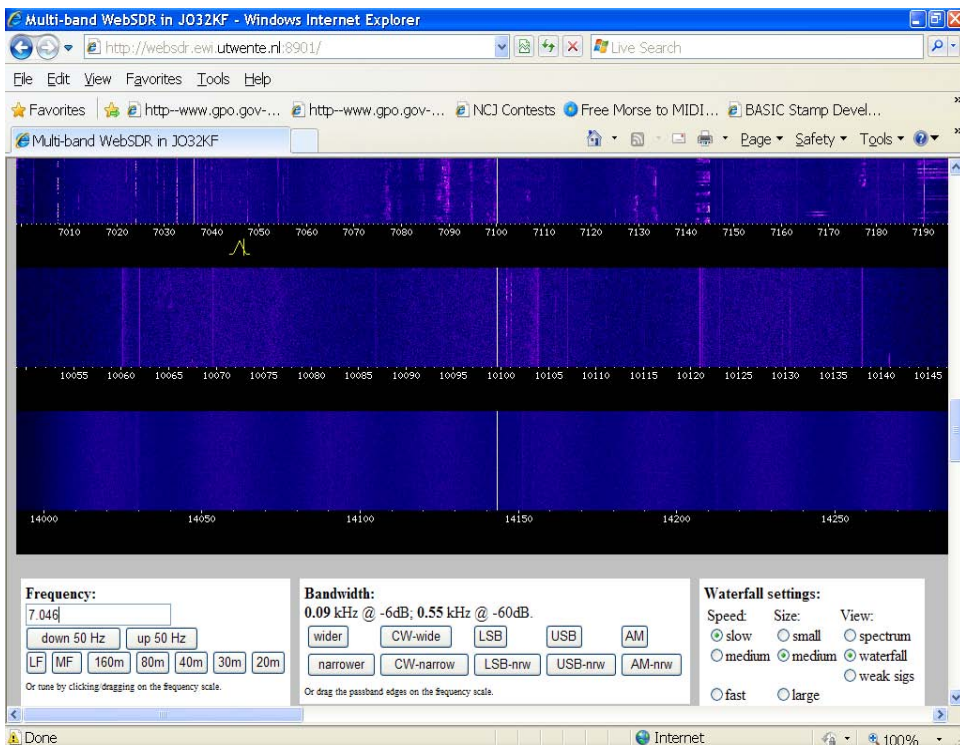 Multi-band WebSDR in JO32KF - Windows Internet Explorer
http://websdr.ewi.utwente.nl:8901/
Live Search
File Edit View Favorites Tools Help
Favorites http--www.gpo.gov-... http--www.gpo.gov-... NCJ Contests Free Morse to MIDI... BASIC Stamp Devel... »
Multi-band WebSDR in JO32KF Page Safety Tools »
7010 7020 7030 7040 7050 7060 7070 7080 7090 7100 7110 7120 7130 7140 7150 7160 7170 7180 7190
10055 10060 10065 10070 10075 10080 10085 10090 10095 10100 10105 10110 10115 10120 10125 10130 10135 10140 10145
14000 14050 14100 14150 14200 14250
Frequency:
7.046
down 50 Hz up 50 Hz
LF MF 160m 80m 40m 30m 20m
Or tune by clicking/dragging on the frequency scale.
Bandwidth:
0.09 kHz @ -6dB; 0.55 kHz @ -60dB.
wider CW-wide LSB USB AM
narrower CW-narrow LSB-nrw USB-nrw AM-nrw
Or drag the passband edges on the frequency scale.
Waterfall settings:
Speed: Size: View:
slow small spectrum
medium medium waterfall
weak sigs
fast large
Done Internet 100%